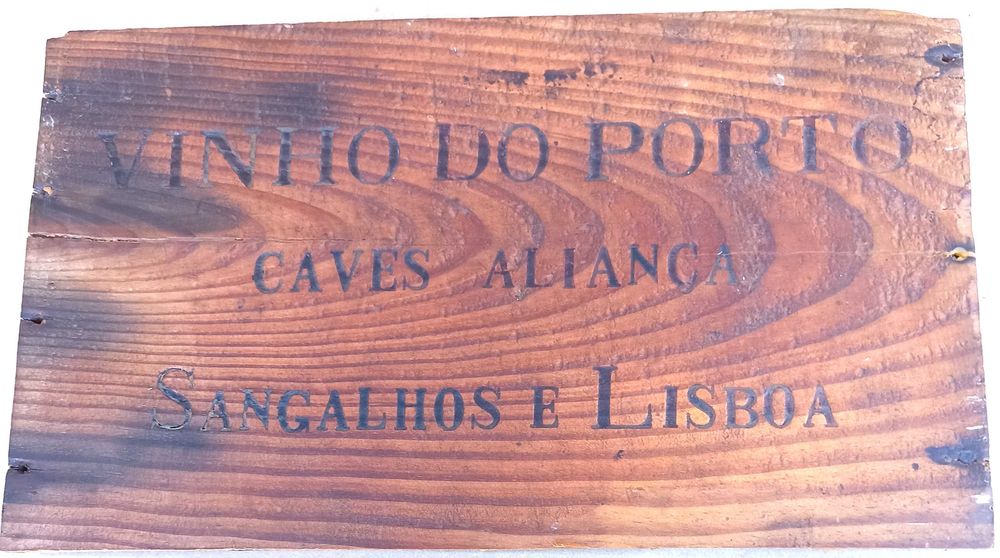 VINHO DO PORTO
CAVES ALIANÇA
SANGALHOS E LISBOA